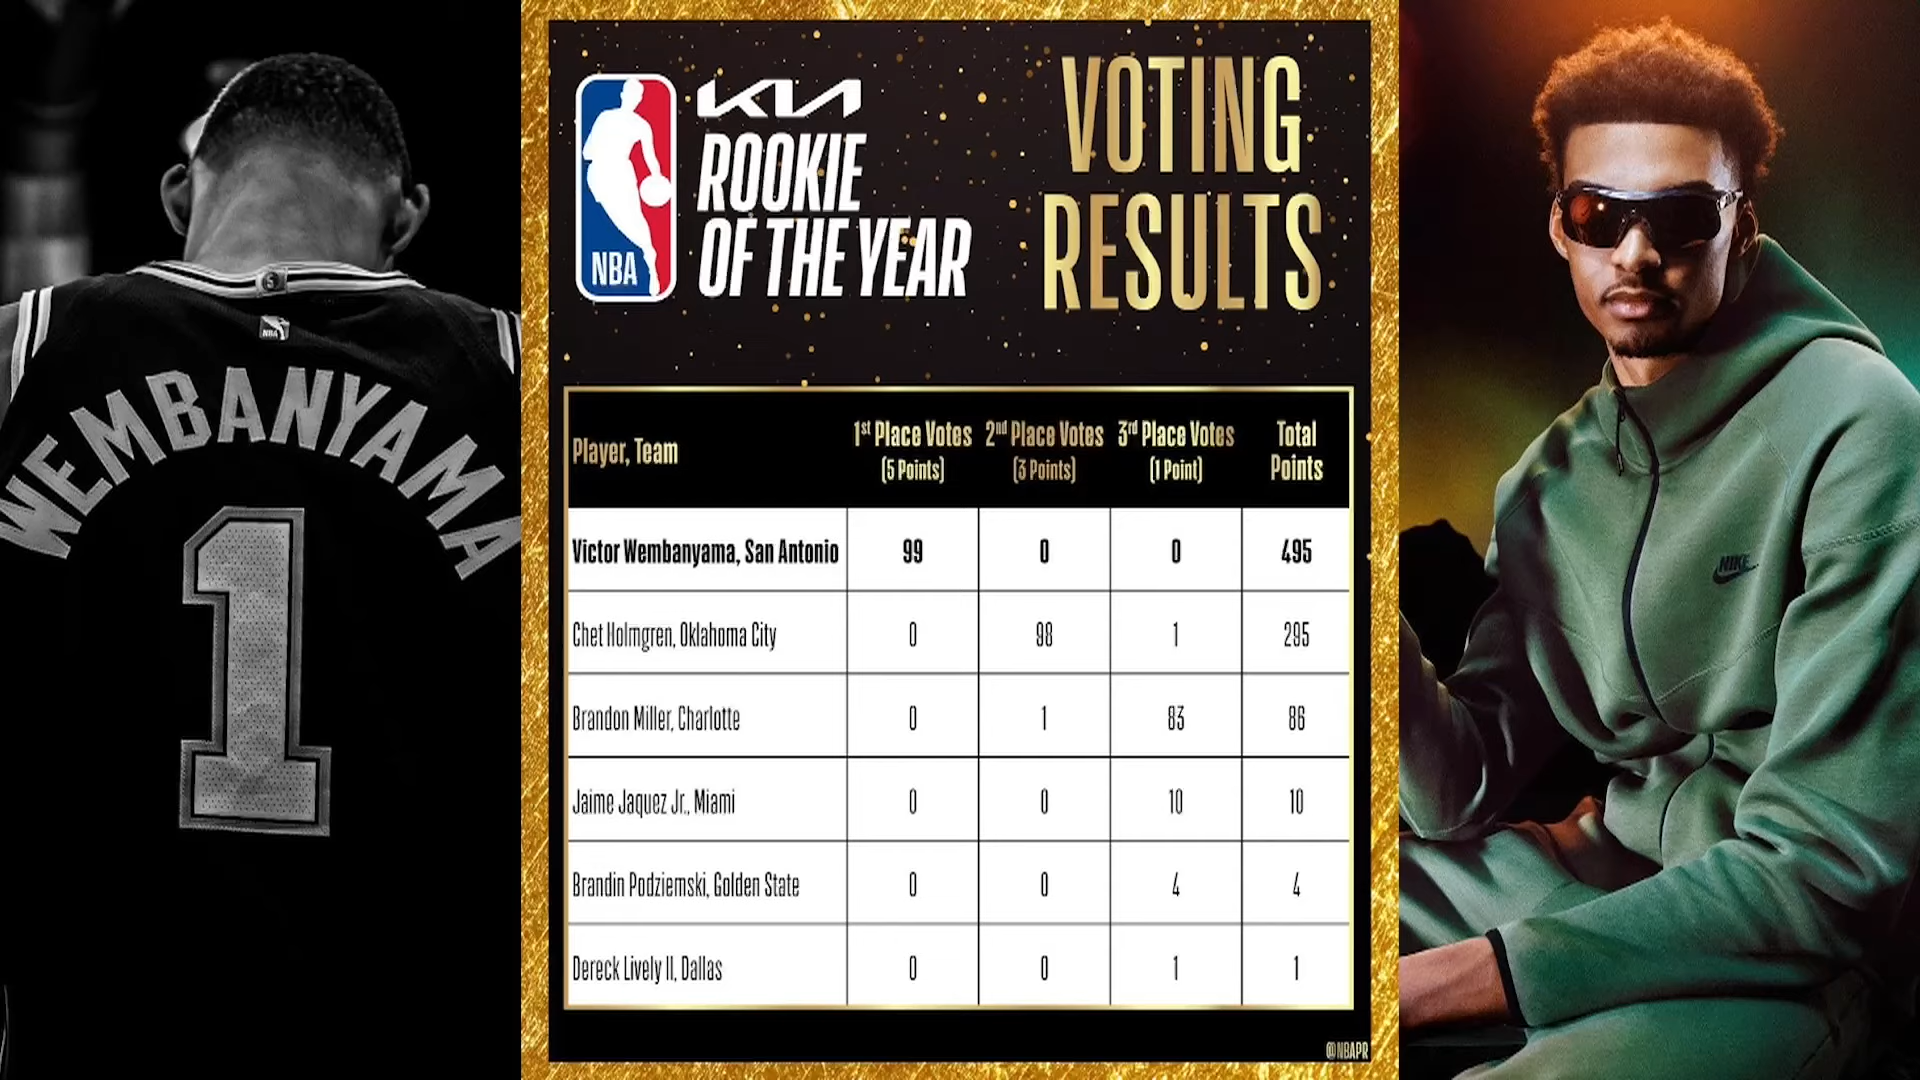 WEMBANYAMA
1
NBA
NBA
KIA
ROOKIE
OF THE YEAR
VOTING
RESULTS
Player, Team 1st Place Votes (5 Points) 2nd Place Votes (3 Points) 3rd Place Votes (1 Point) Total Points
Victor Wembanyama, San Antonio 99 0 0 495
Chet Holmgren, Oklahoma City 0 98 1 295
Brandon Miller, Charlotte 0 1 83 86
Jaime Jaquez Jr., Miami 0 0 10 10
Brandin Podziemski, Golden State 0 0 4 4
Dereck Lively II, Dallas 0 0 1 1
@NBAPR
NIKE